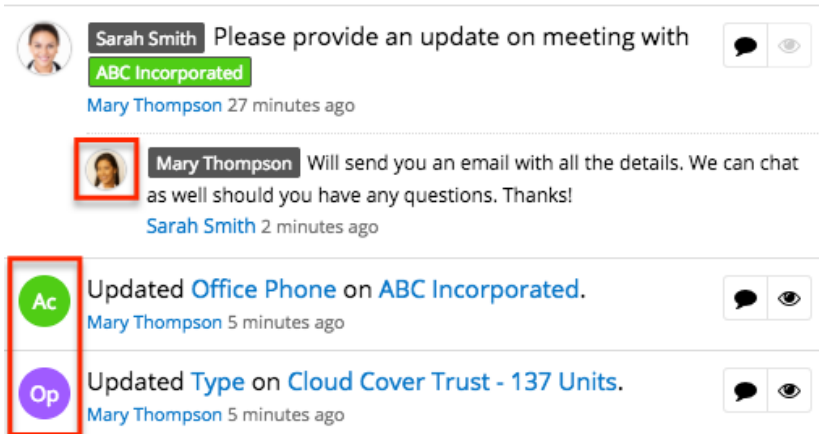 Sarah Smith Please provide an update on meeting with
ABC Incorporated
Mary Thompson 27 minutes ago
Mary Thompson Will send you an email with all the details. We can chat
as well should you have any questions. Thanks!
Sarah Smith 2 minutes ago
Ac
Updated Office Phone on ABC Incorporated.
Mary Thompson 5 minutes ago
Op
Updated Type on Cloud Cover Trust - 137 Units.
Mary Thompson 5 minutes ago